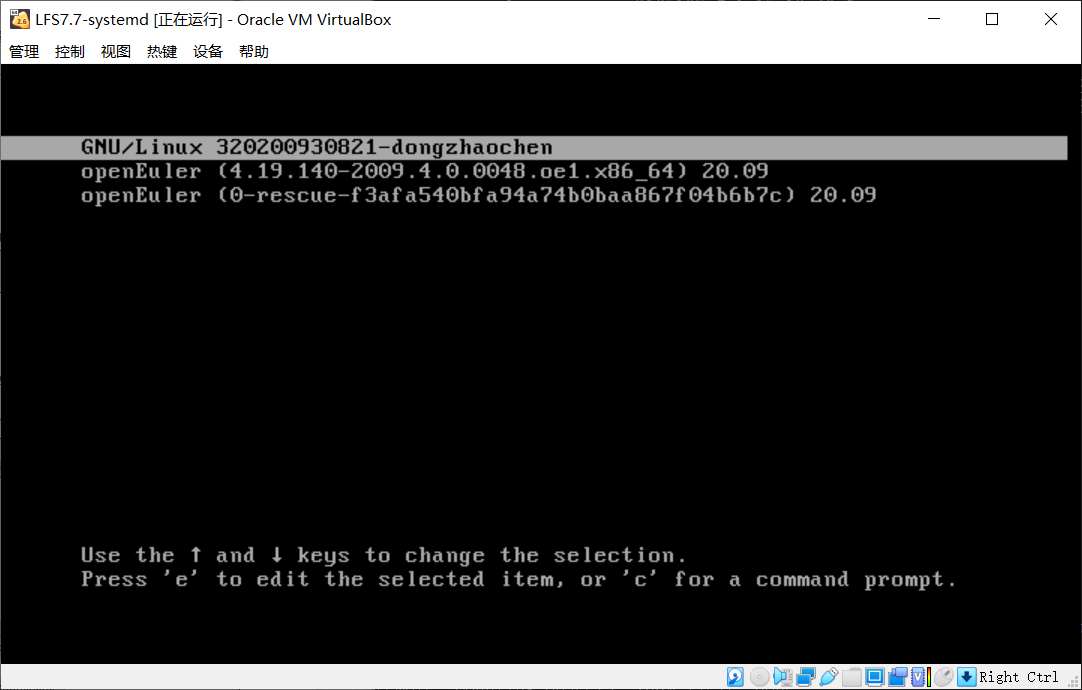 LFS7.7-systemd [正在运行] - Oracle VM VirtualBox
管理 控制 视图 热键 设备 帮助
GNU/Linux 320200930821-dongzhaochen
openEuler (4.19.140-2009.4.0.0048.oe1.x86_64) 20.09
openEuler (0-rescue-f3afa540bfa94a74b0baa867f04b6b7c) 20.09
Use the ↑ and ↓ keys to change the selection.
Press 'e' to edit the selected item, or 'c' for a command prompt.
Right Ctrl